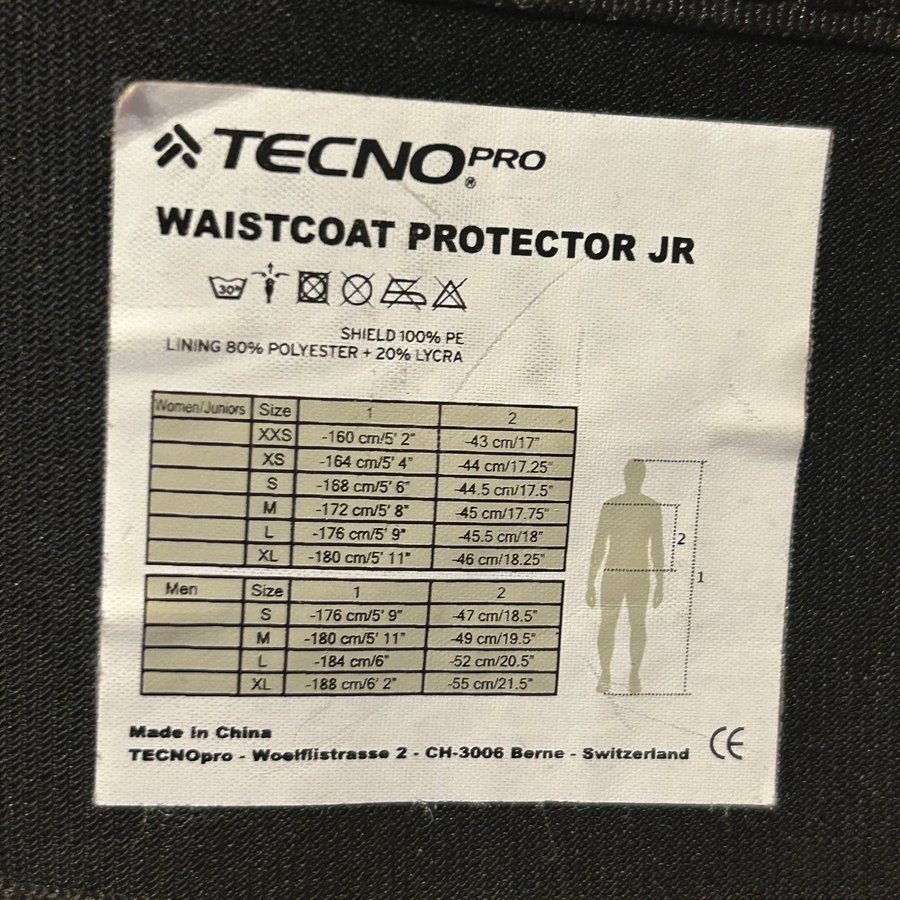 TECNOPRO®
WAISTCOAT PROTECTOR JR
30°
SHIELD 100% PE
LINING 80% POLYESTER + 20% LYCRA
Women/Juniors Size 1 2
XXS -160 cm/5' 2" -43 cm/17"
XS -164 cm/5' 4" -44 cm/17.25"
S -168 cm/5' 6" -44.5 cm/17.5"
M -172 cm/5' 8" -45 cm/17.75"
L -176 cm/5' 9" -45.5 cm/18"
XL -180 cm/5' 11" -46 cm/18.25"
2
1
Men Size 1 2
S -176 cm/5' 9" -47 cm/18.5"
M -180 cm/5' 11" -49 cm/19.5"
L -184 cm/6" -52 cm/20.5"
XL -188 cm/6' 2" -55 cm/21.5"
Made in China
TECNOpro - Woelflistrasse 2 - CH-3006 Berne - Switzerland CE